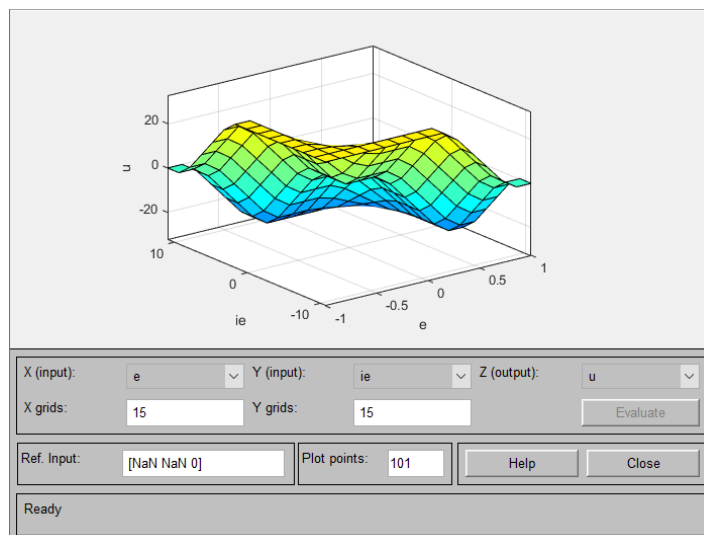 20
0
-20
u
10
0
-10
ie
-1
-0.5
0
0.5
1
e
X (input): e Y (input): ie Z (output): u
X grids: 15 Y grids: 15 Evaluate
Ref. Input: [NaN NaN 0] Plot points: 101 Help Close
Ready